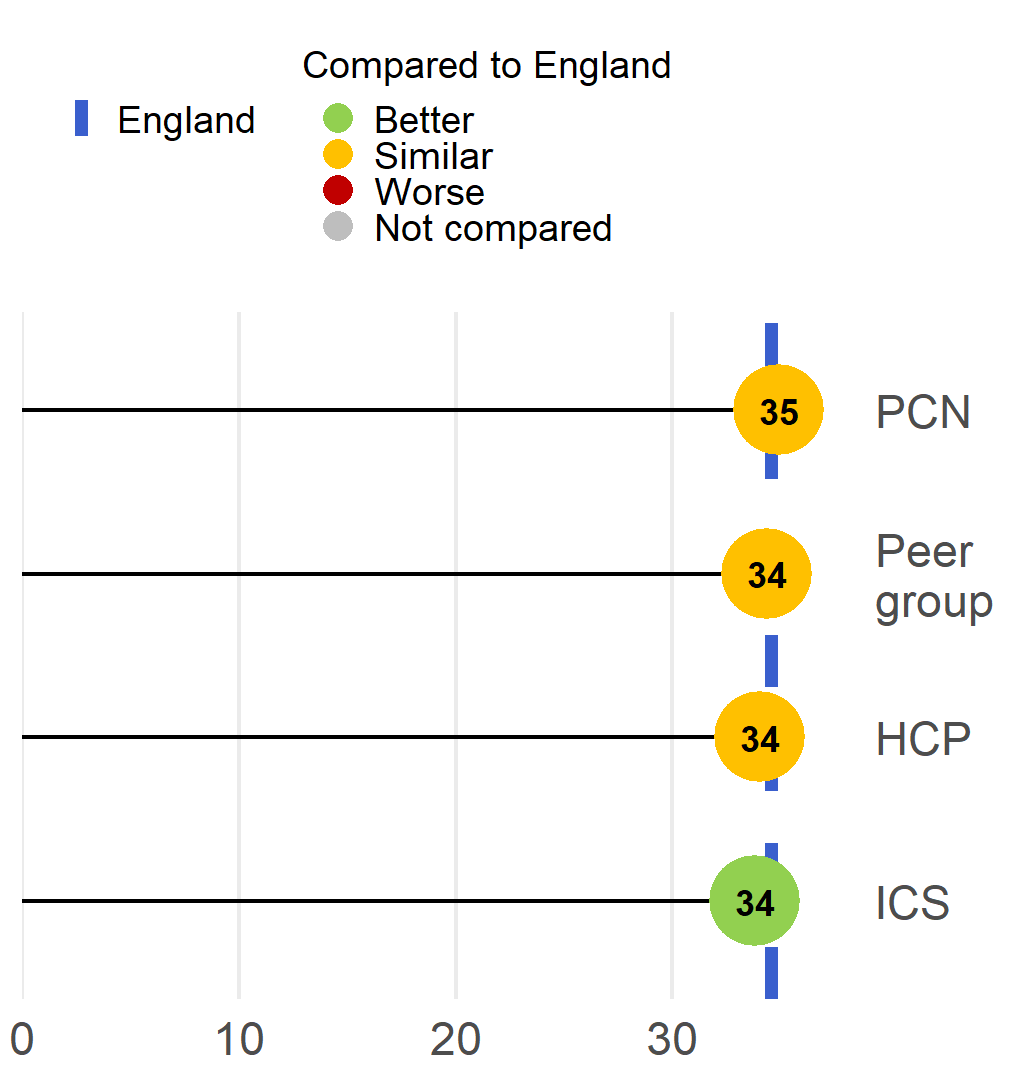 Compared to England
England
Better
Similar
Worse
Not compared
35
PCN
34
Peer
group
34
HCP
34
ICS
0 10 20 30